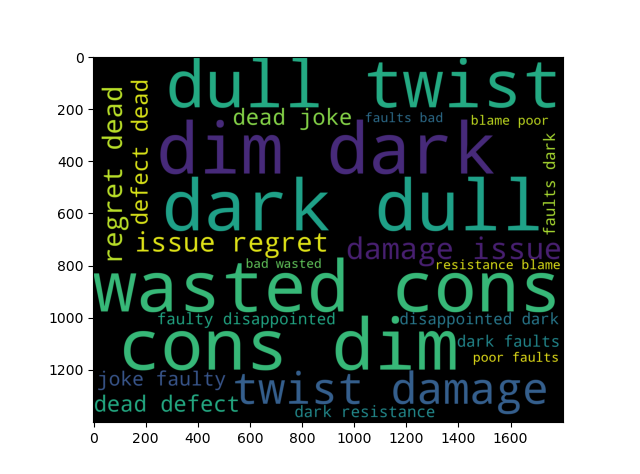 0
200
400
600
800
1000
1200
dull twist
regret dead
defect dead
dead joke
faults bad
blame poor
dim dark
faults dark
dark dull
issue regret
damage issue
bad wasted
resistance blame
wasted cons
faulty disappointed
disappointed dark
cons dim
dark faults
poor faults
joke faulty
twist damage
dead defect
dark resistance
0 200 400 600 800 1000 1200 1400 1600